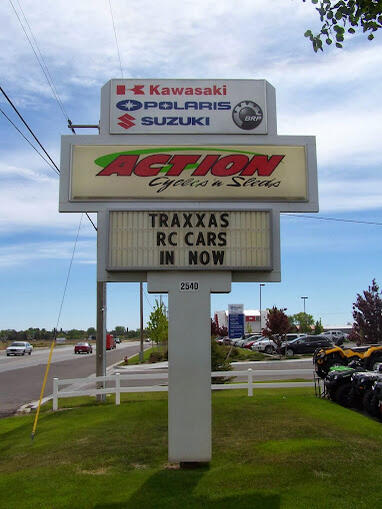 Kawasaki
POLARIS
SUZUKI
BRP
ACTION
Cycles n Sleds
TRAXXAS
RC CARS
IN NOW
2540